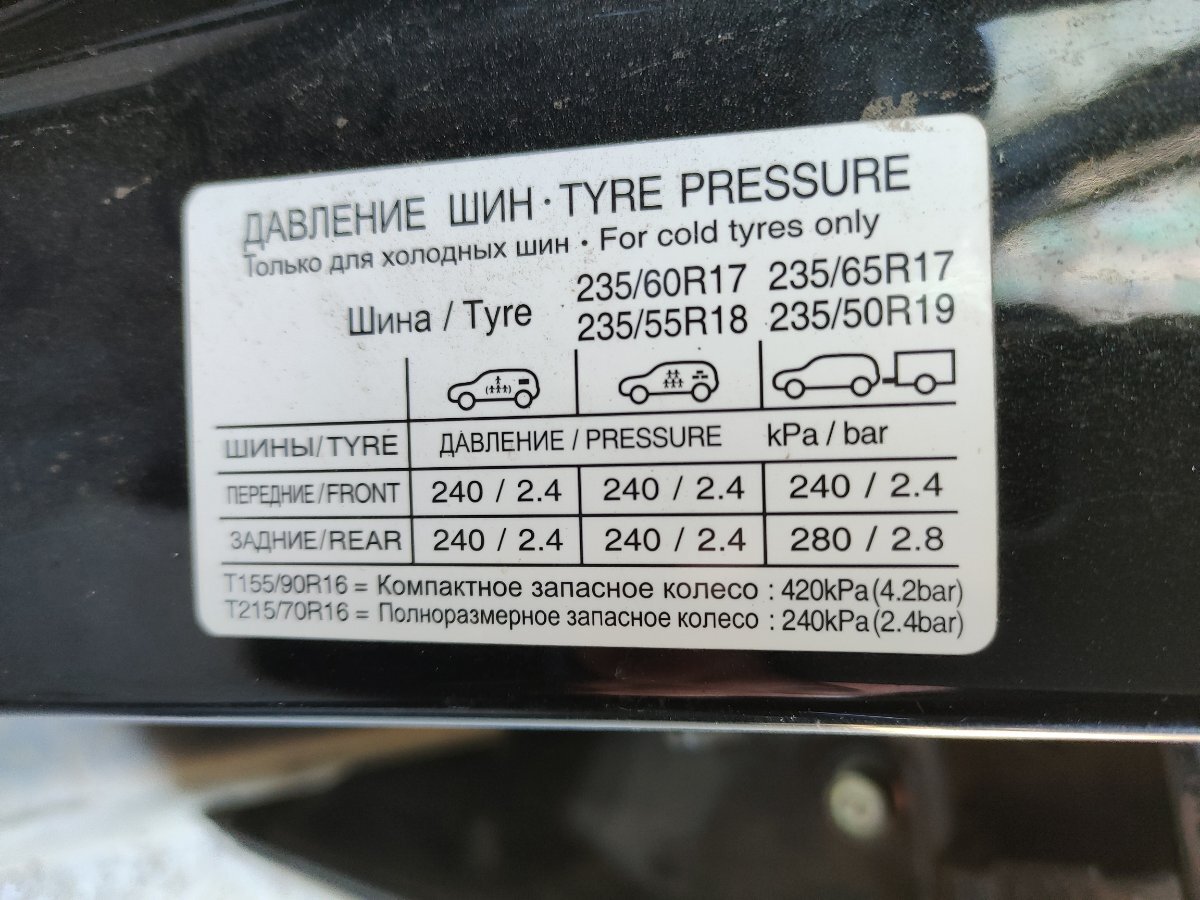 ДАВЛЕНИЕ ШИН · TYRE PRESSURE
Только для холодных шин · For cold tyres only
Шина / Tyre
235/60R17 235/65R17
235/55R18 235/50R19
ШИНЫ/TYRE ДАВЛЕНИЕ / PRESSURE kPa / bar
ПЕРЕДНИЕ/FRONT 240 / 2.4 240 / 2.4 240 / 2.4
ЗАДНИЕ/REAR 240 / 2.4 240 / 2.4 280 / 2.8
T155/90R16 = Компактное запасное колесо : 420kPa(4.2bar)
T215/70R16 = Полноразмерное запасное колесо : 240kPa(2.4bar)